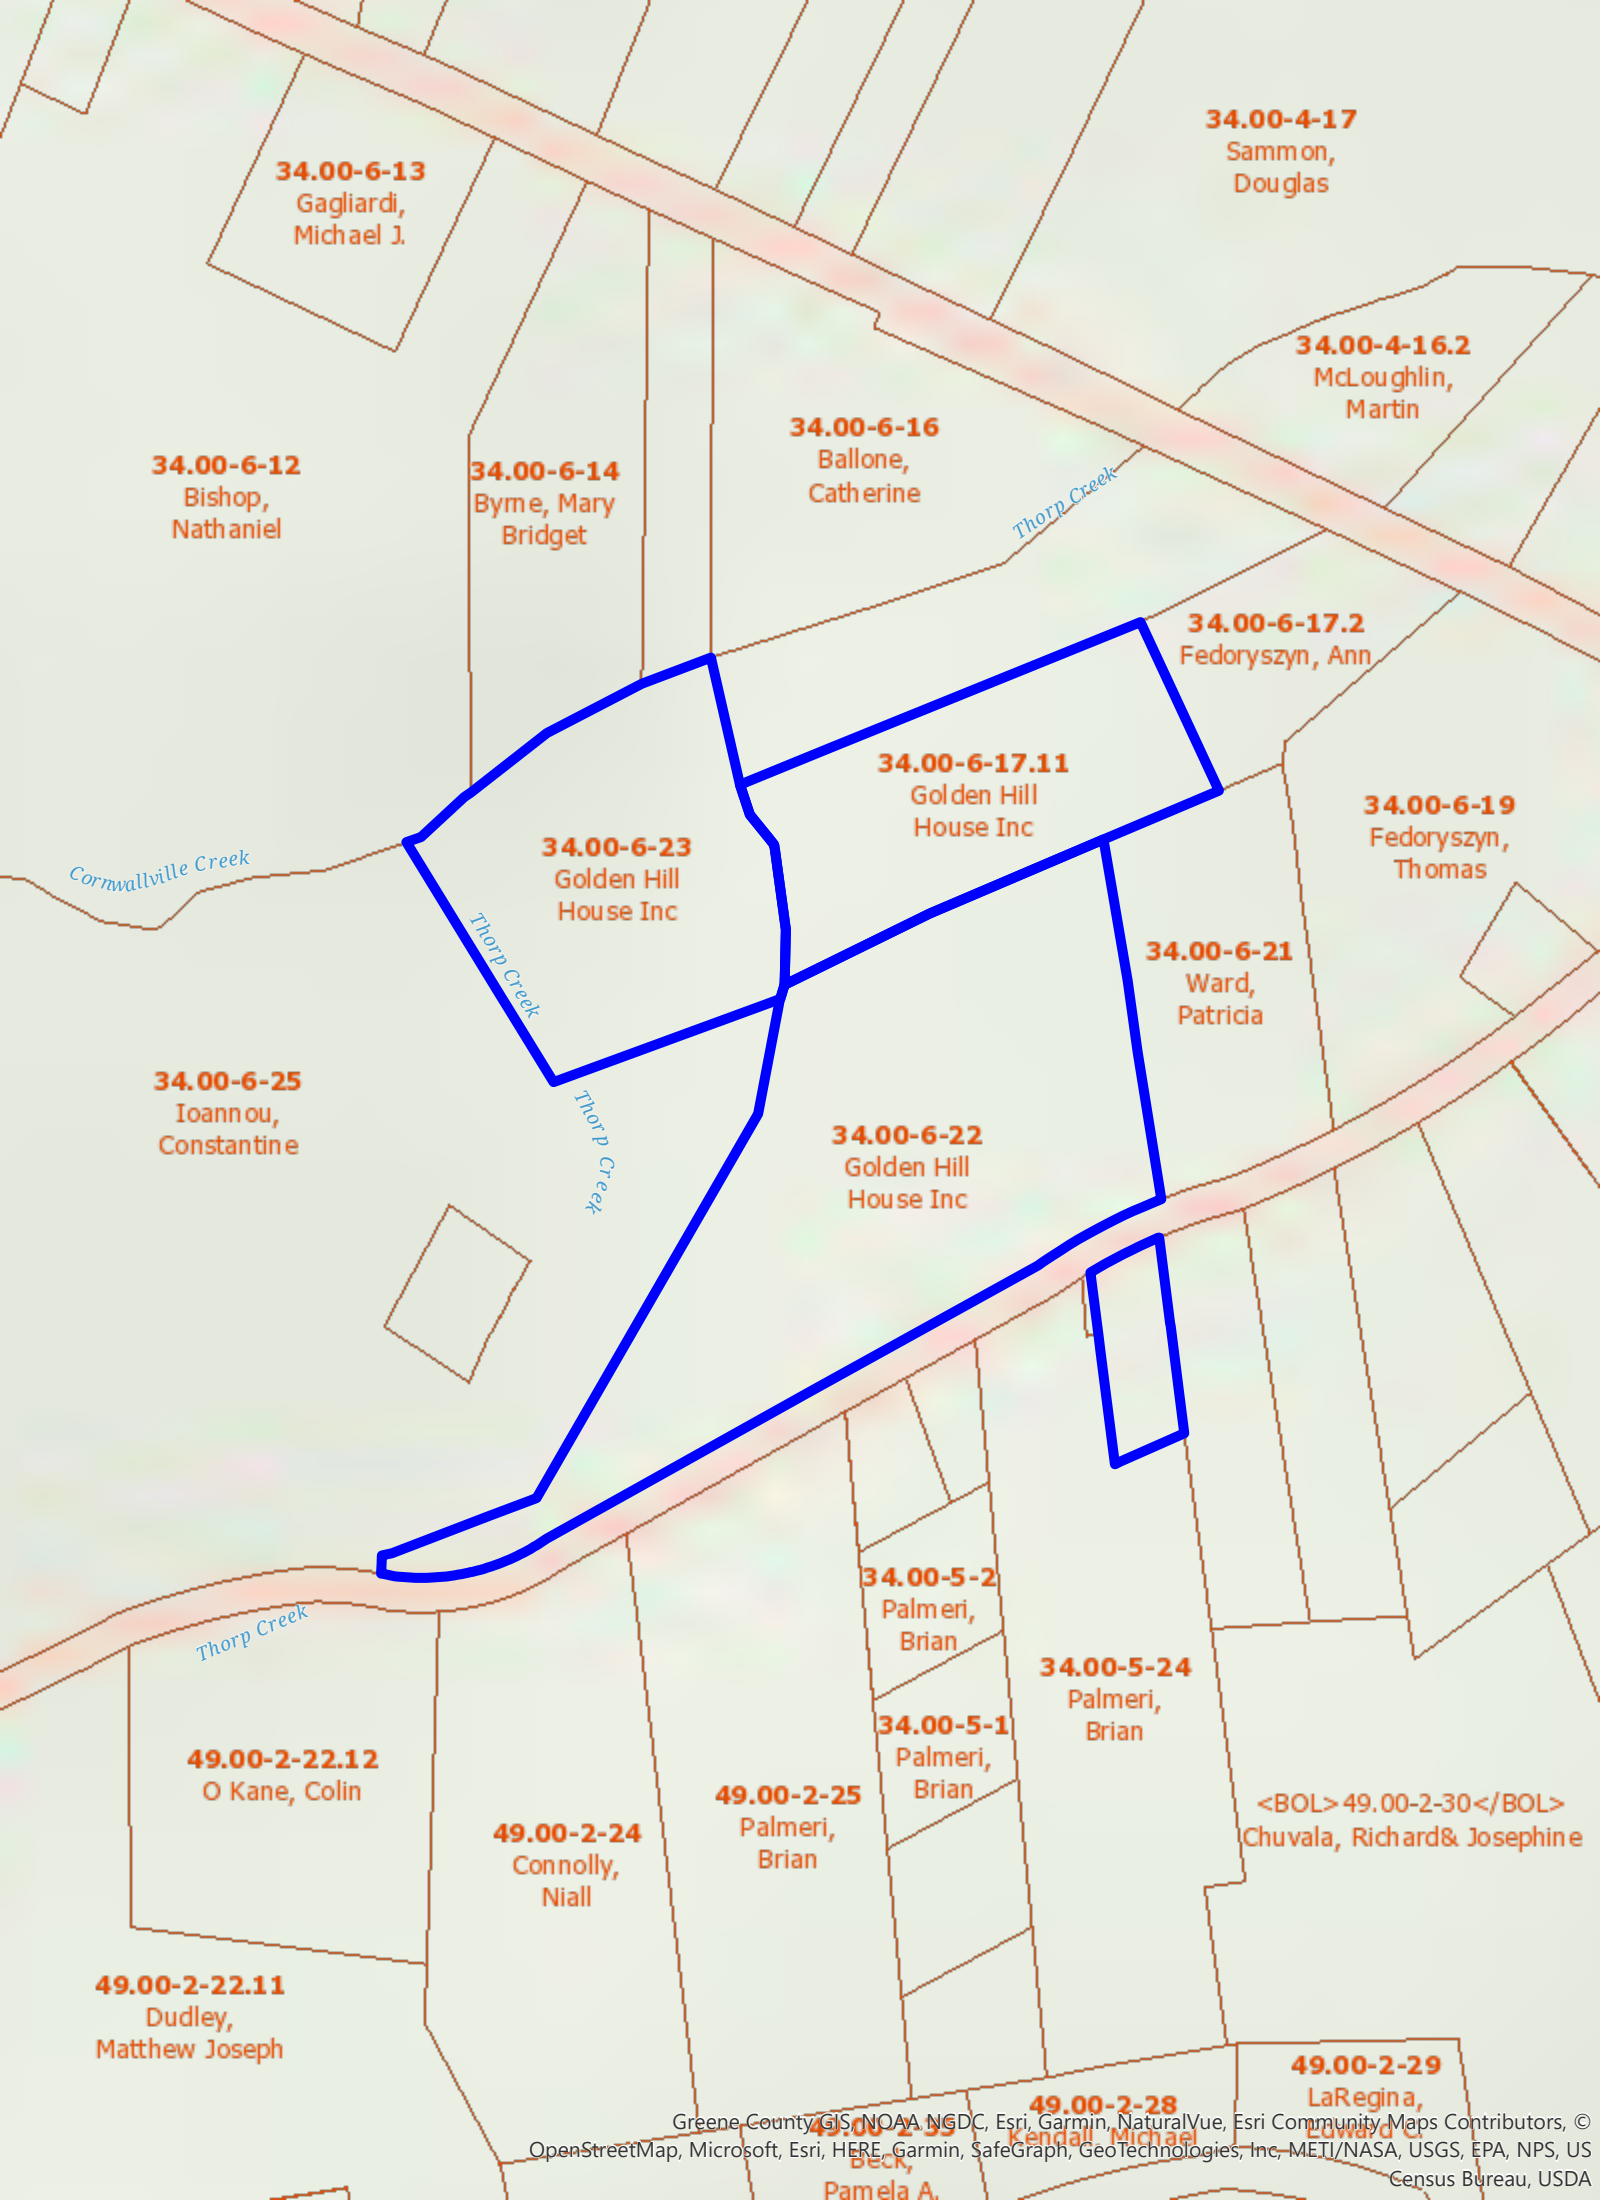 34.00-4-17
Sammon,
Douglas
34.00-6-13
Gagliardi,
Michael J.
34.00-4-16.2
McLoughlin,
Martin
34.00-6-12
Bishop,
Nathaniel
34.00-6-14
Byrne, Mary
Bridget
34.00-6-16
Ballone,
Catherine
Thorp Creek
34.00-6-17.2
Fedoryszyn, Ann
34.00-6-17.11
Golden Hill
House Inc
34.00-6-19
Fedoryszyn,
Thomas
Cornwallville Creek
34.00-6-23
Golden Hill
House Inc
Thorp Creek
34.00-6-21
Ward,
Patricia
34.00-6-25
Ioannou,
Constantine
Thorp Creek
34.00-6-22
Golden Hill
House Inc
Thorp Creek
34.00-5-2
Palmeri,
Brian
34.00-5-24
Palmeri,
Brian
34.00-5-1
Palmeri,
Brian
49.00-2-22.12
O Kane, Colin
49.00-2-24
Connolly,
Niall
49.00-2-25
Palmeri,
Brian
<BOL>49.00-2-30</BOL>
Chuvala, Richard& Josephine
49.00-2-22.11
Dudley,
Matthew Joseph
49.00-2-29
LaRegina,
Edward C.
49.00-2-28
Kendall, Michael
49.00-2-35
Beck,
Pamela A.
Greene County GIS, NOAA NGDC, Esri, Garmin, NaturalVue, Esri Community Maps Contributors, ©
OpenStreetMap, Microsoft, Esri, HERE, Garmin, SafeGraph, GeoTechnologies, Inc, METI/NASA, USGS, EPA, NPS, US
Census Bureau, USDA